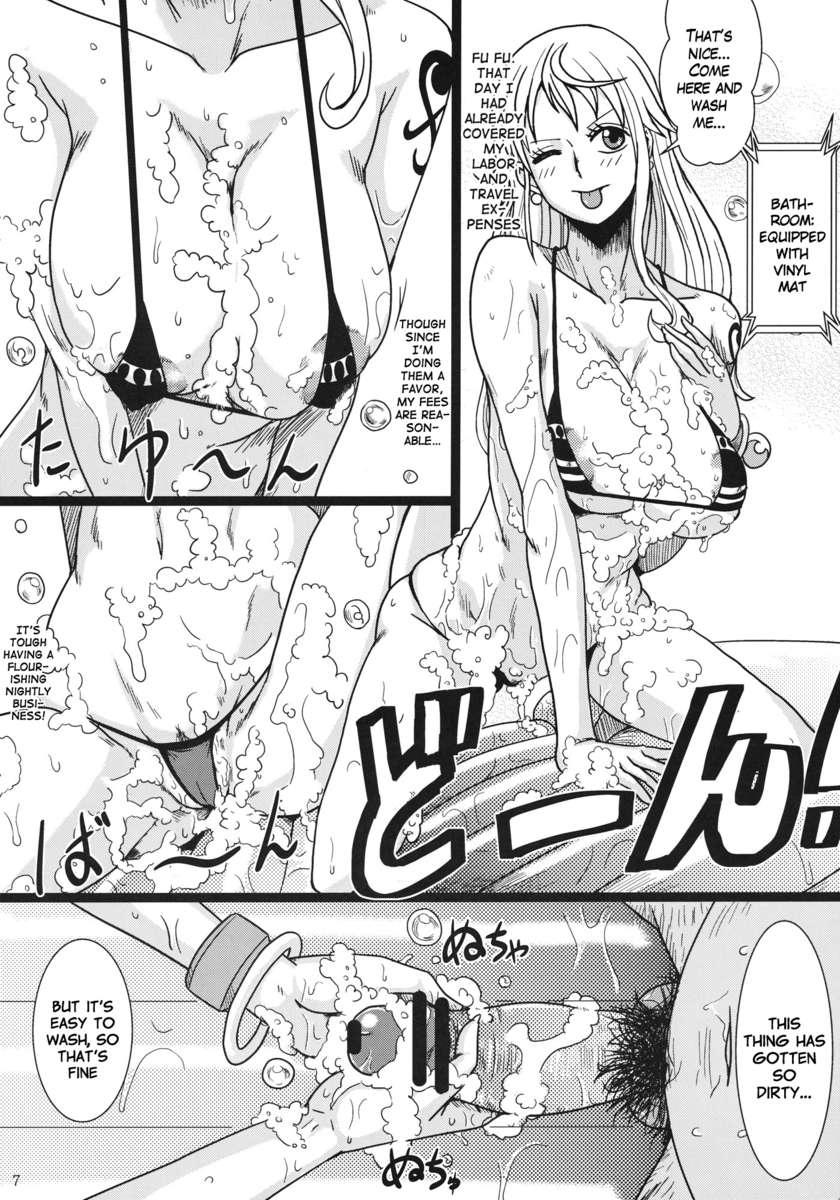 THAT'S
NICE...
COME
HERE AND
WASH
ME...
BATH-
ROOM:
EQUIPPED
WITH
VINYL
MAT
FU FU.
THAT
DAY I
HAD
ALREADY
COVERED
MY
LABOR
AND
TRAVEL
EX-
PENSES
THOUGH
SINCE
I'M
DOING
THEM A
FAVOR,
MY FEES
ARE REA-
SON-
ABLE...
たゆ〜〜ん
どーん!
IT'S
TOUGH
HAVING A
FLOUR-
ISHING
NIGHTLY
BUSI-
NESS!
ば〜〜ん
THIS
THING HAS
GOTTEN
SO
DIRTY...
ぬちゃ
BUT IT'S
EASY TO
WASH, SO
THAT'S
FINE
ぬちゅ
7